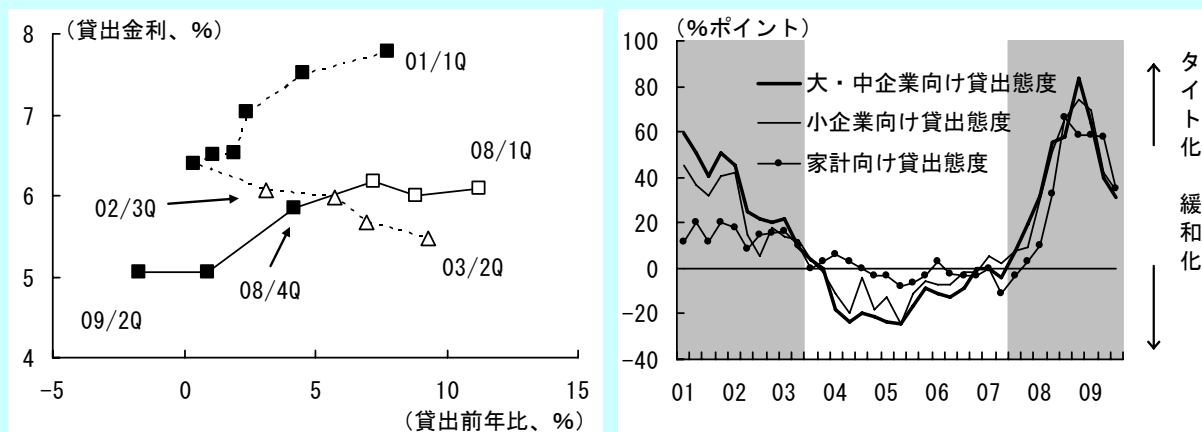 (貸出金利、%)
8
7
6
5
4
01/1Q
08/1Q
02/3Q
03/2Q
08/4Q
09/2Q
−5 0 5 10 15
(貸出前年比、%)
(%ポイント)
100
80
60
40
20
0
−20
−40
大・中企業向け貸出態度
小企業向け貸出態度
家計向け貸出態度
01 02 03 04 05 06 07 08 09
タイト化
緩和化